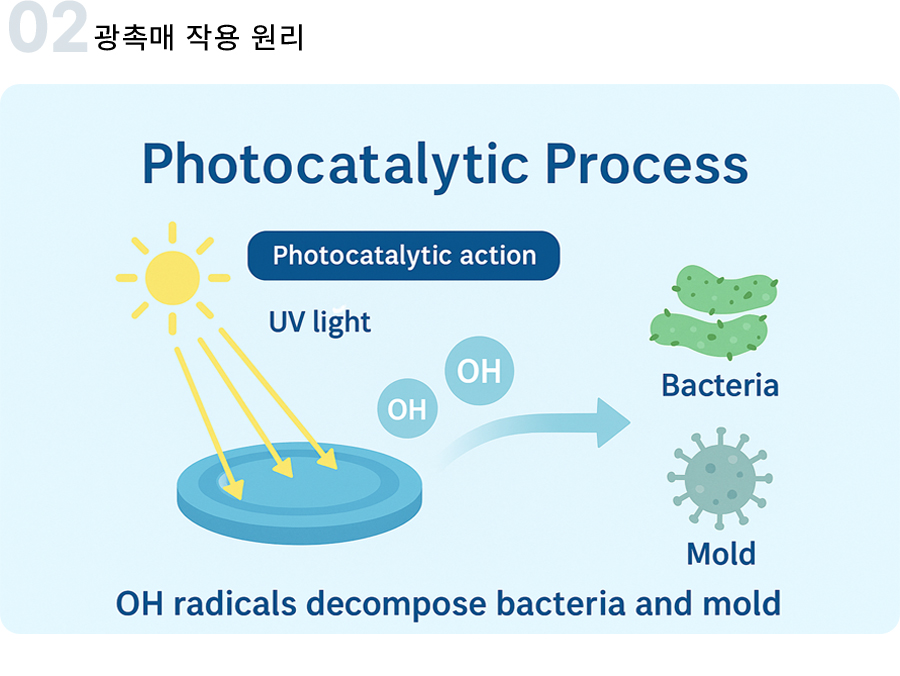 02 광촉매 작용 원리
Photocatalytic Process
Photocatalytic action
UV light
OH
OH
Bacteria
Mold
OH radicals decompose bacteria and mold